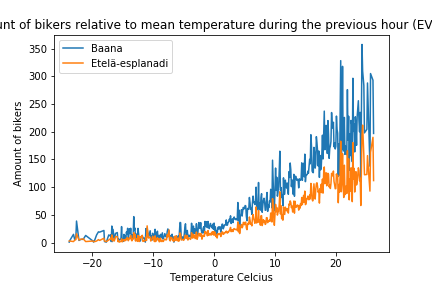 unt of bikers relative to mean temperature during the previous hour (EV
Baana
Etelä-esplanadi
Amount of bikers
350
300
250
200
150
100
50
0
−20
−10
0
10
20
Temperature Celcius